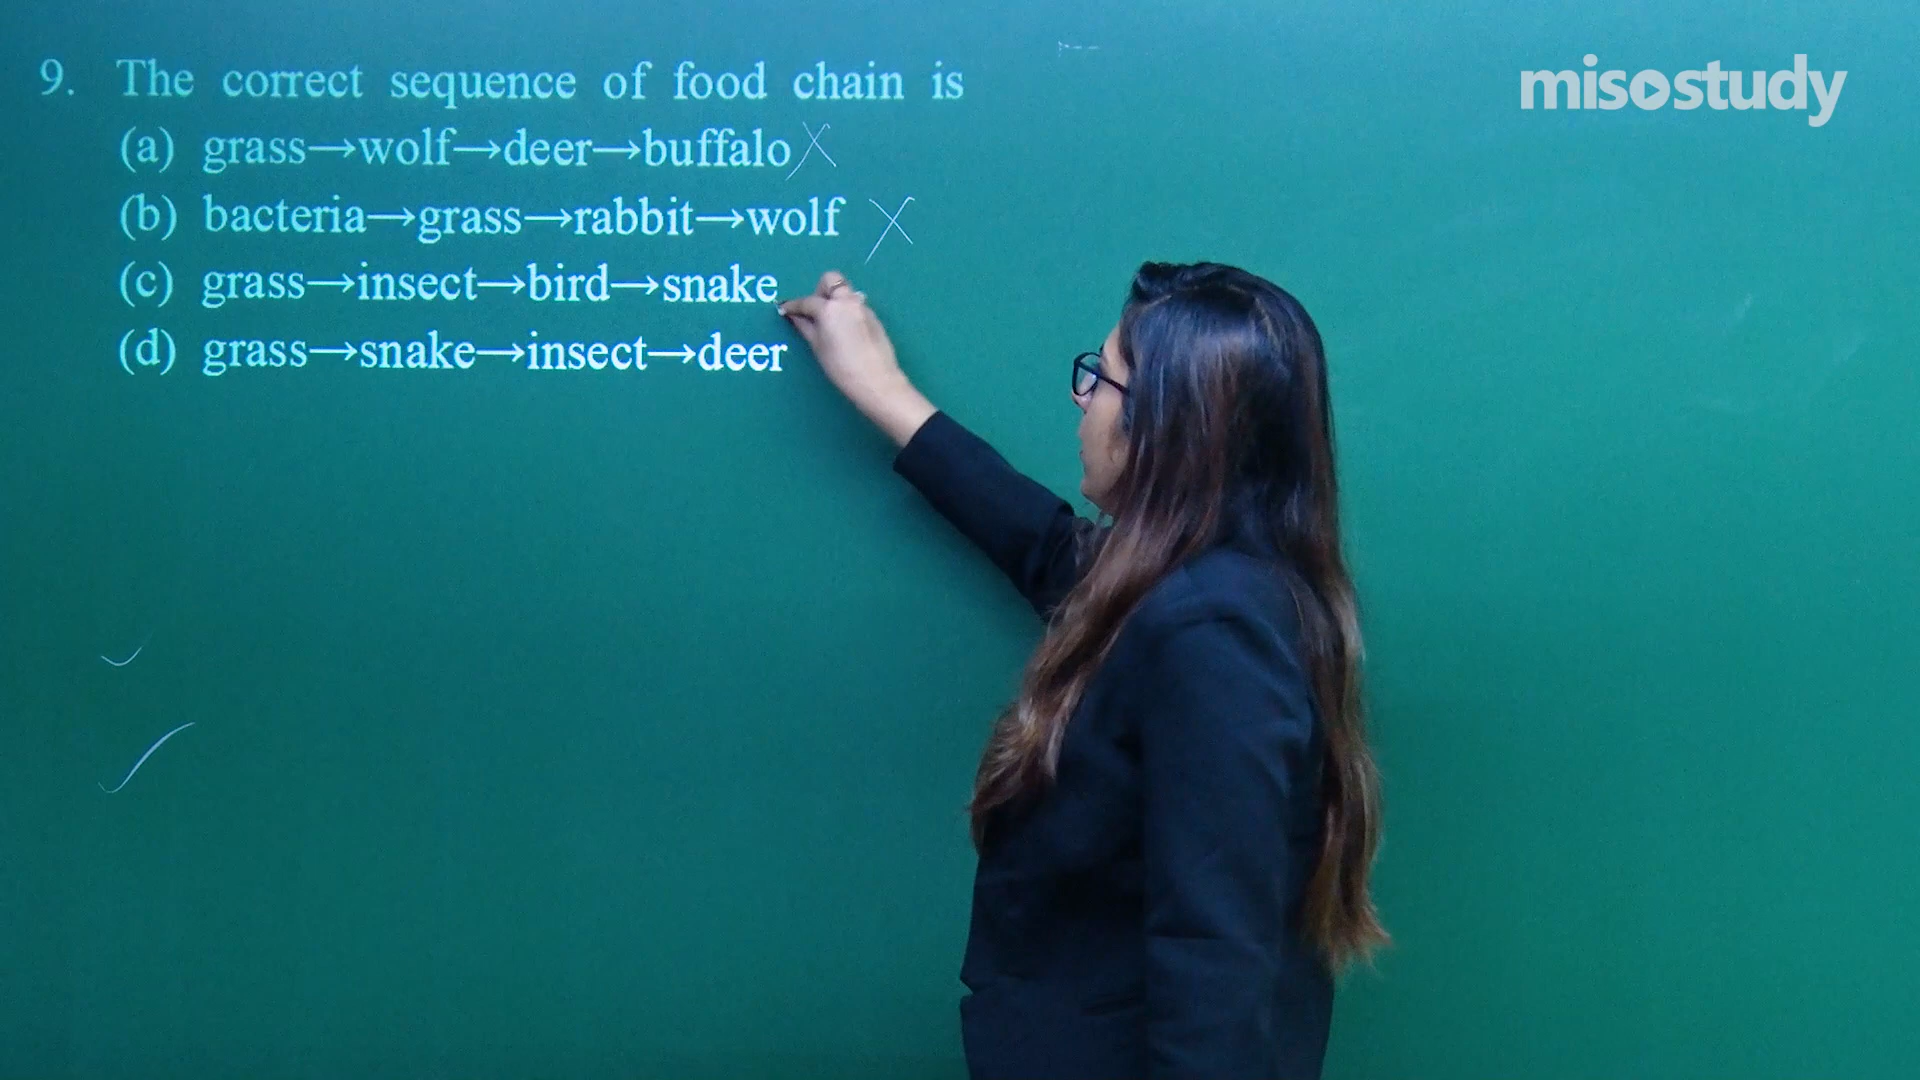 misostudy
9. The correct sequence of food chain is
(a) grass→wolf→deer→buffalo
(b) bacteria→grass→rabbit→wolf
(c) grass→insect→bird→snake
(d) grass→snake→insect→deer